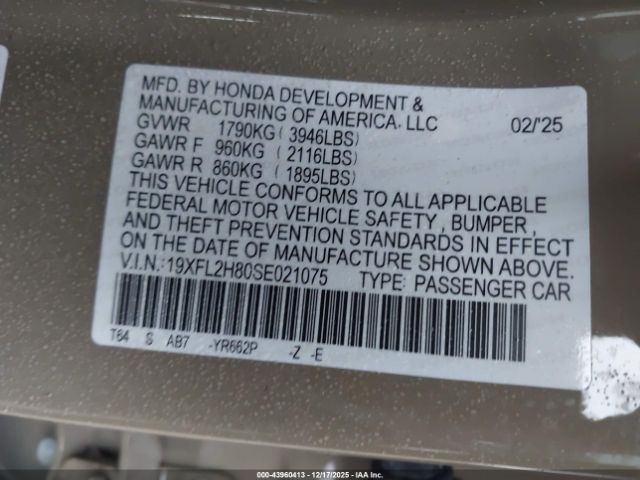 MFD. BY HONDA DEVELOPMENT &
MANUFACTURING OF AMERICA, LLC 02/'25
GVWR 1790KG ( 3946LBS)
GAWR F 960KG ( 2116LBS)
GAWR R 860KG ( 1895LBS)
THIS VEHICLE CONFORMS TO ALL APPLICABLE
FEDERAL MOTOR VEHICLE SAFETY , BUMPER ,
AND THEFT PREVENTION STANDARDS IN EFFECT
ON THE DATE OF MANUFACTURE SHOWN ABOVE.
V.I.N.:19XFL2H80SE021075 TYPE: PASSENGER CAR
T64 S AB7 -YR662P -Z -E
000-43960413 - 12/17/2025 - IAA Inc.